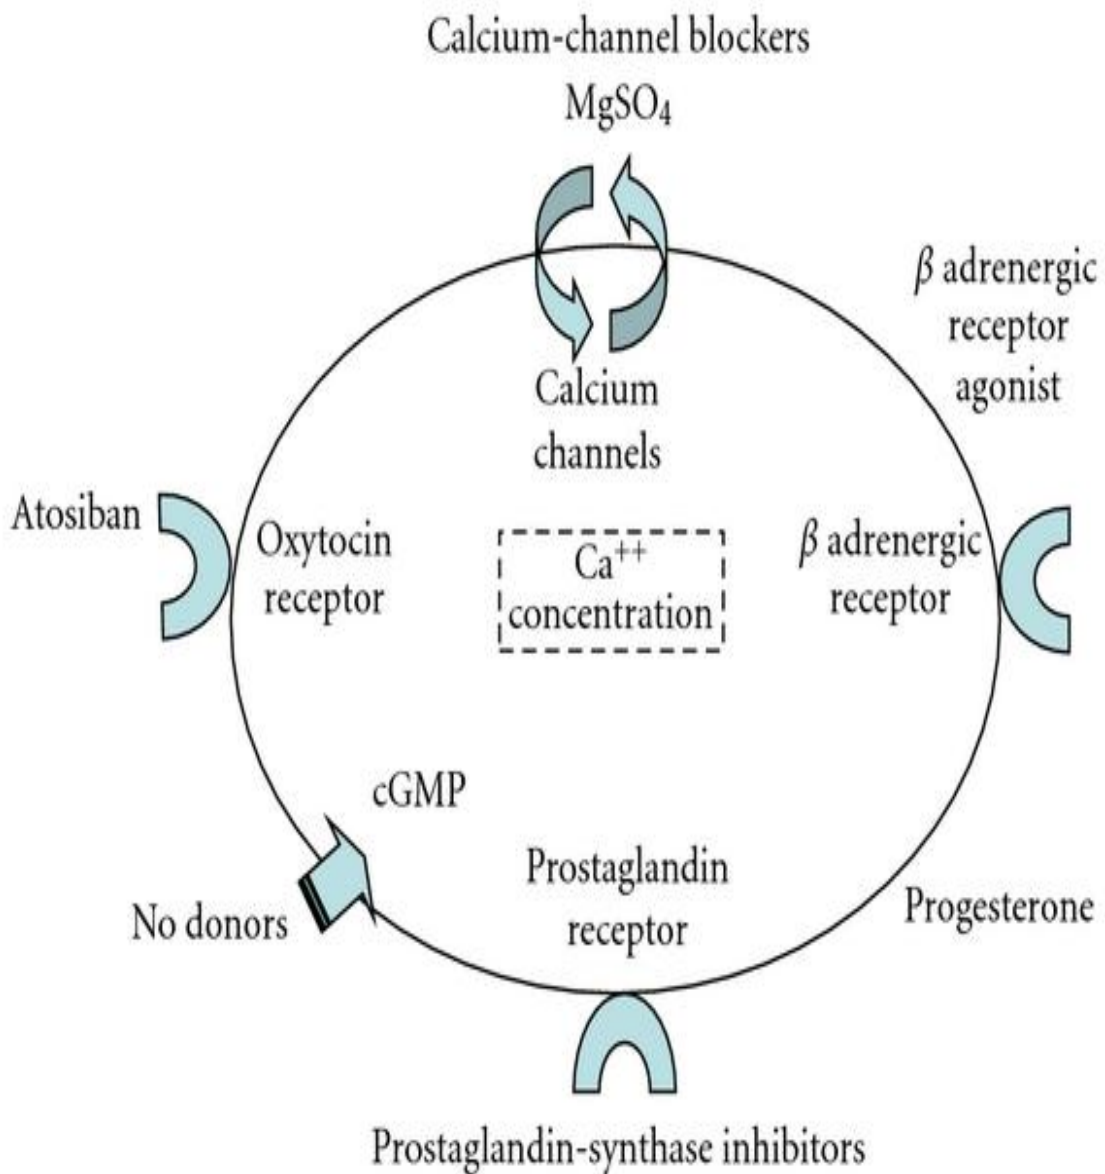 Calcium-channel blockers
MgSO₄
β adrenergic
receptor
agonist
Calcium
channels
Atosiban
Oxytocin
receptor
Ca⁺⁺
concentration
β adrenergic
receptor
cGMP
No donors
Prostaglandin
receptor
Progesterone
Prostaglandin-synthase inhibitors